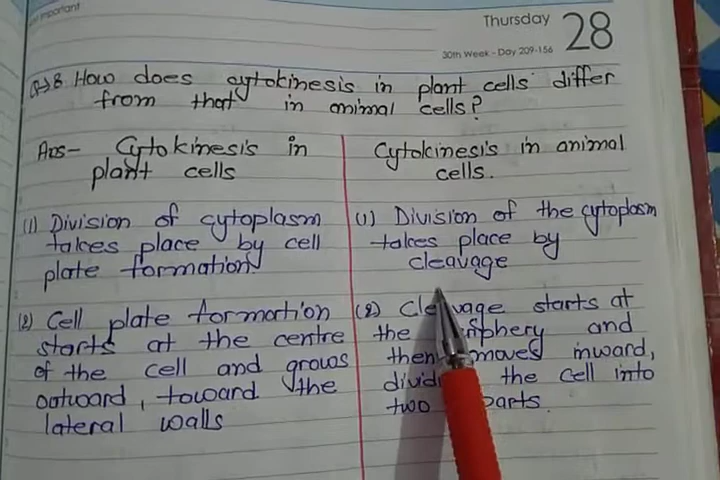 important
Thursday 28
30th Week - Day 209-156
Q→8. How does cytokinesis in plant cells differ
from that in animal cells?
Ans- Cytokinesis in
plant cells
(1) Division of cytoplasm
takes place by cell
plate formation
(2) Cell plate formation
starts at the centre
of the cell and grows
outward, toward the
lateral walls
Cytokinesis in animal
cells.
(1) Division of the cytoplasm
takes place by
cleavage
(2) starts at
the and
then moves inward,
the cell into
two parts.